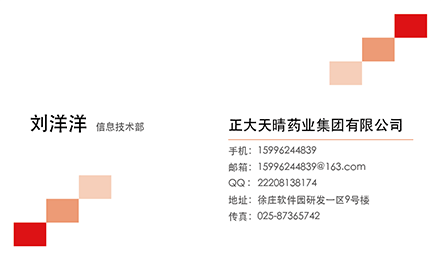 刘洋洋 信息技术部
正大天晴药业集团有限公司
手机：15996244839
邮箱：15996244839@163.com
QQ：22208138174
地址：徐庄软件园研发一区9号楼
传真：025-87365742